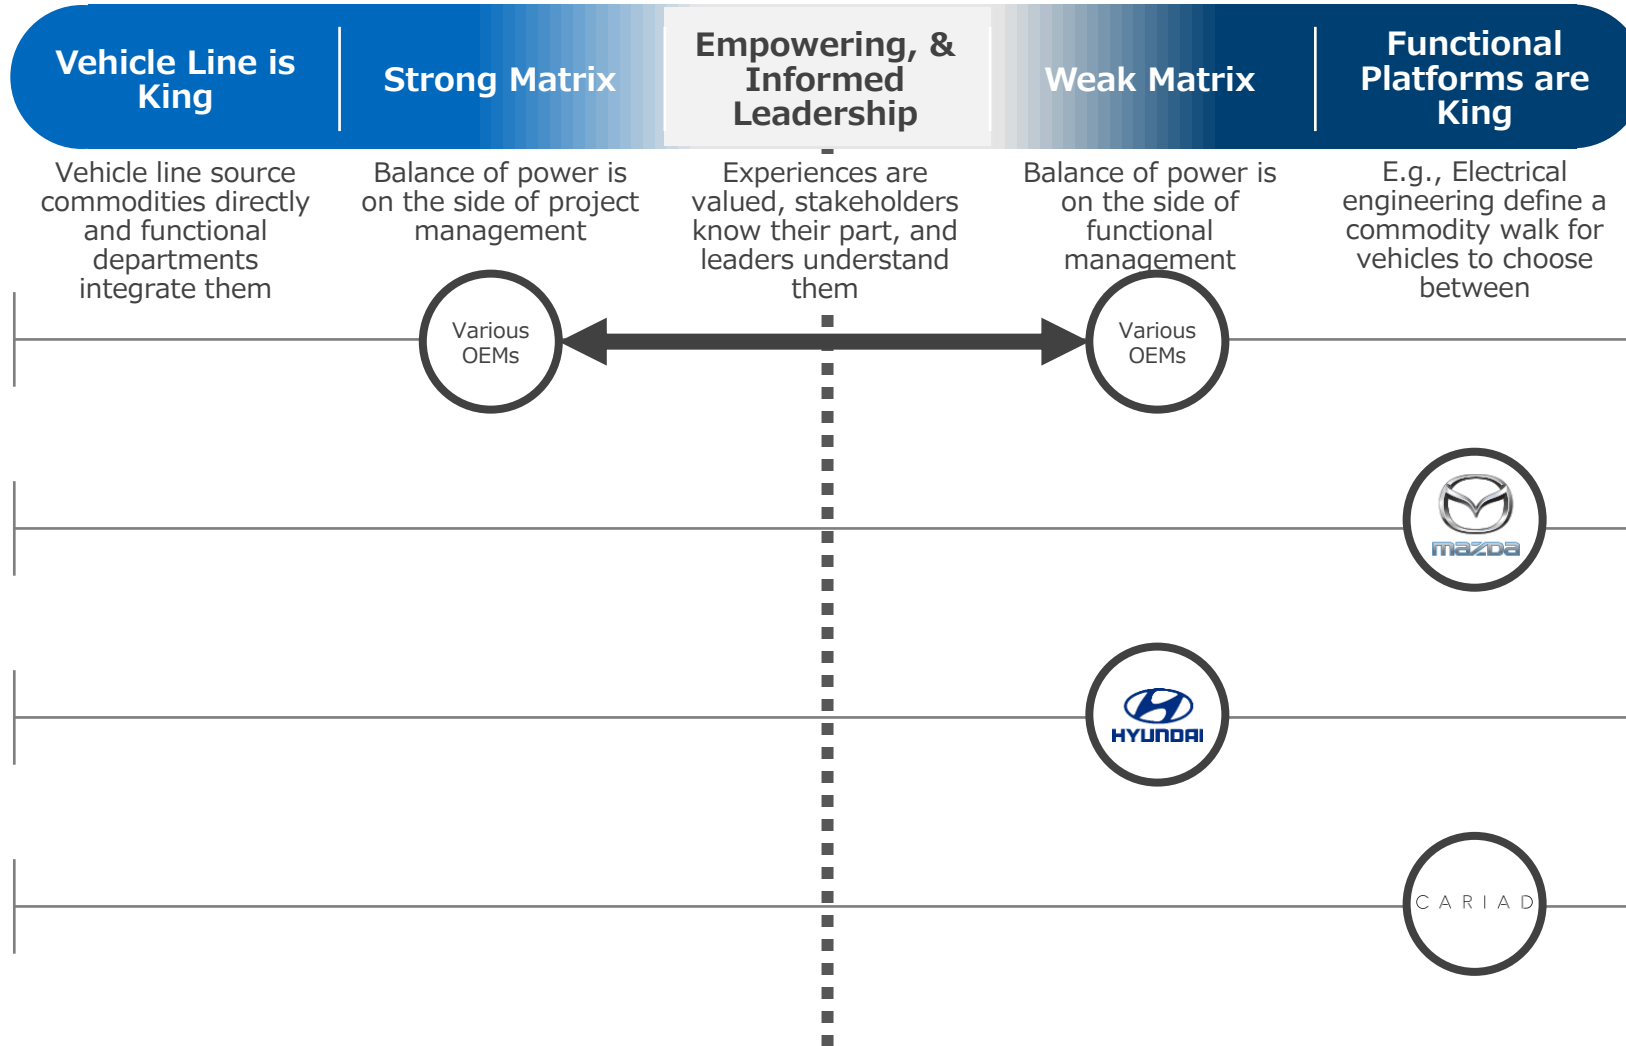 Vehicle Line is
King
Strong Matrix
Empowering, &
Informed
Leadership
Weak Matrix
Functional
Platforms are
King
Vehicle line source
commodities directly
and functional
departments
integrate them
Balance of power is
on the side of project
management
Experiences are
valued, stakeholders
know their part, and
leaders understand
them
Balance of power is
on the side of
functional
management
E.g., Electrical
engineering define a
commodity walk for
vehicles to choose
between
Various
OEMs
Various
OEMs
mazda
HYUNDAI
CARIAD